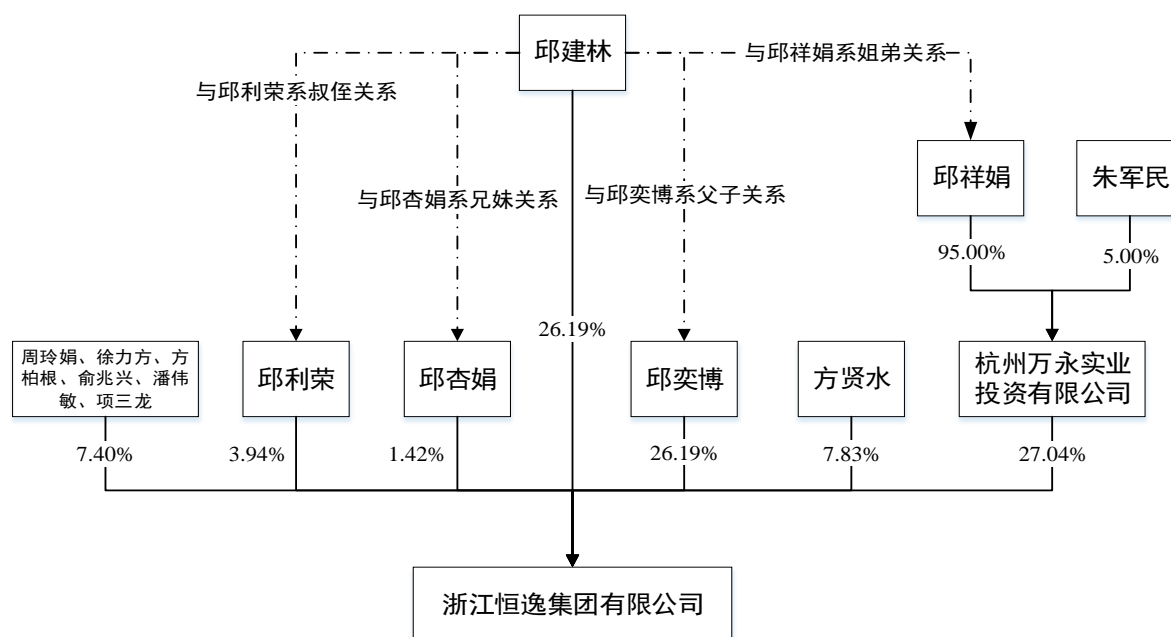 邱建林
与邱祥娟系姐弟关系
与邱利荣系叔侄关系
邱祥娟
朱军民
与邱杏娟系兄妹关系
与邱奕博系父子关系
95.00%
5.00%
26.19%
周玲娟、徐力方、方
柏根、俞兆兴、潘伟
敏、项三龙
邱利荣
邱杏娟
邱奕博
方贤水
杭州万永实业
投资有限公司
7.40%
3.94%
1.42%
26.19%
7.83%
27.04%
浙江恒逸集团有限公司